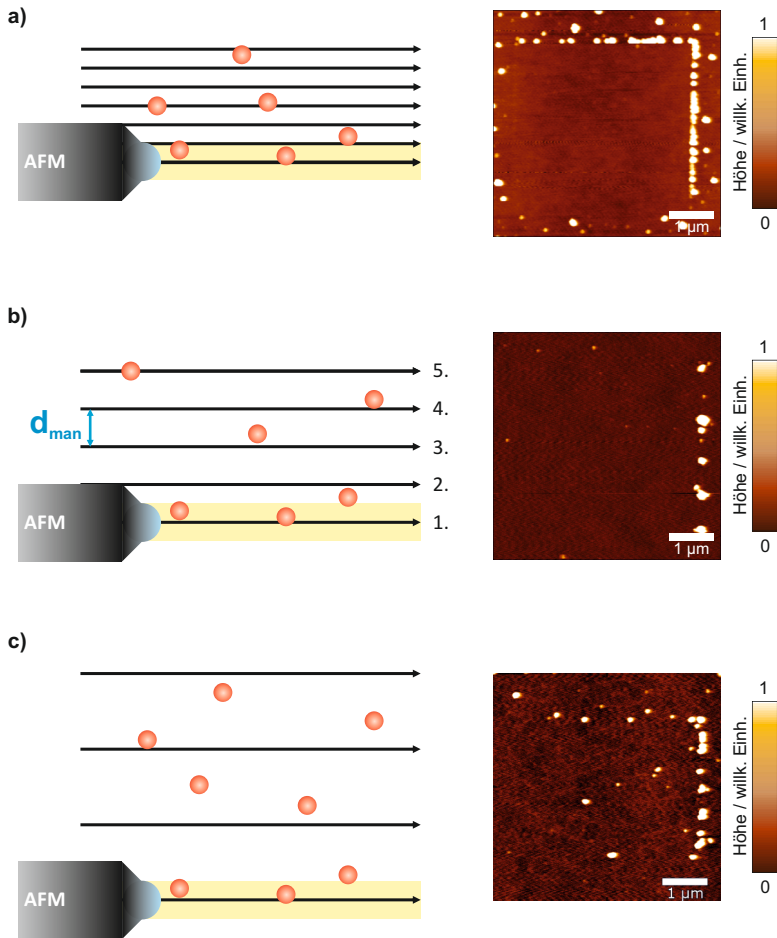 a)
AFM
1
Höhe / willk. Einh.
0
1 µm
b)
5.
4.
d_man
3.
2.
AFM
1.
1
Höhe / willk. Einh.
0
1 µm
c)
AFM
1
Höhe / willk. Einh.
0
1 µm